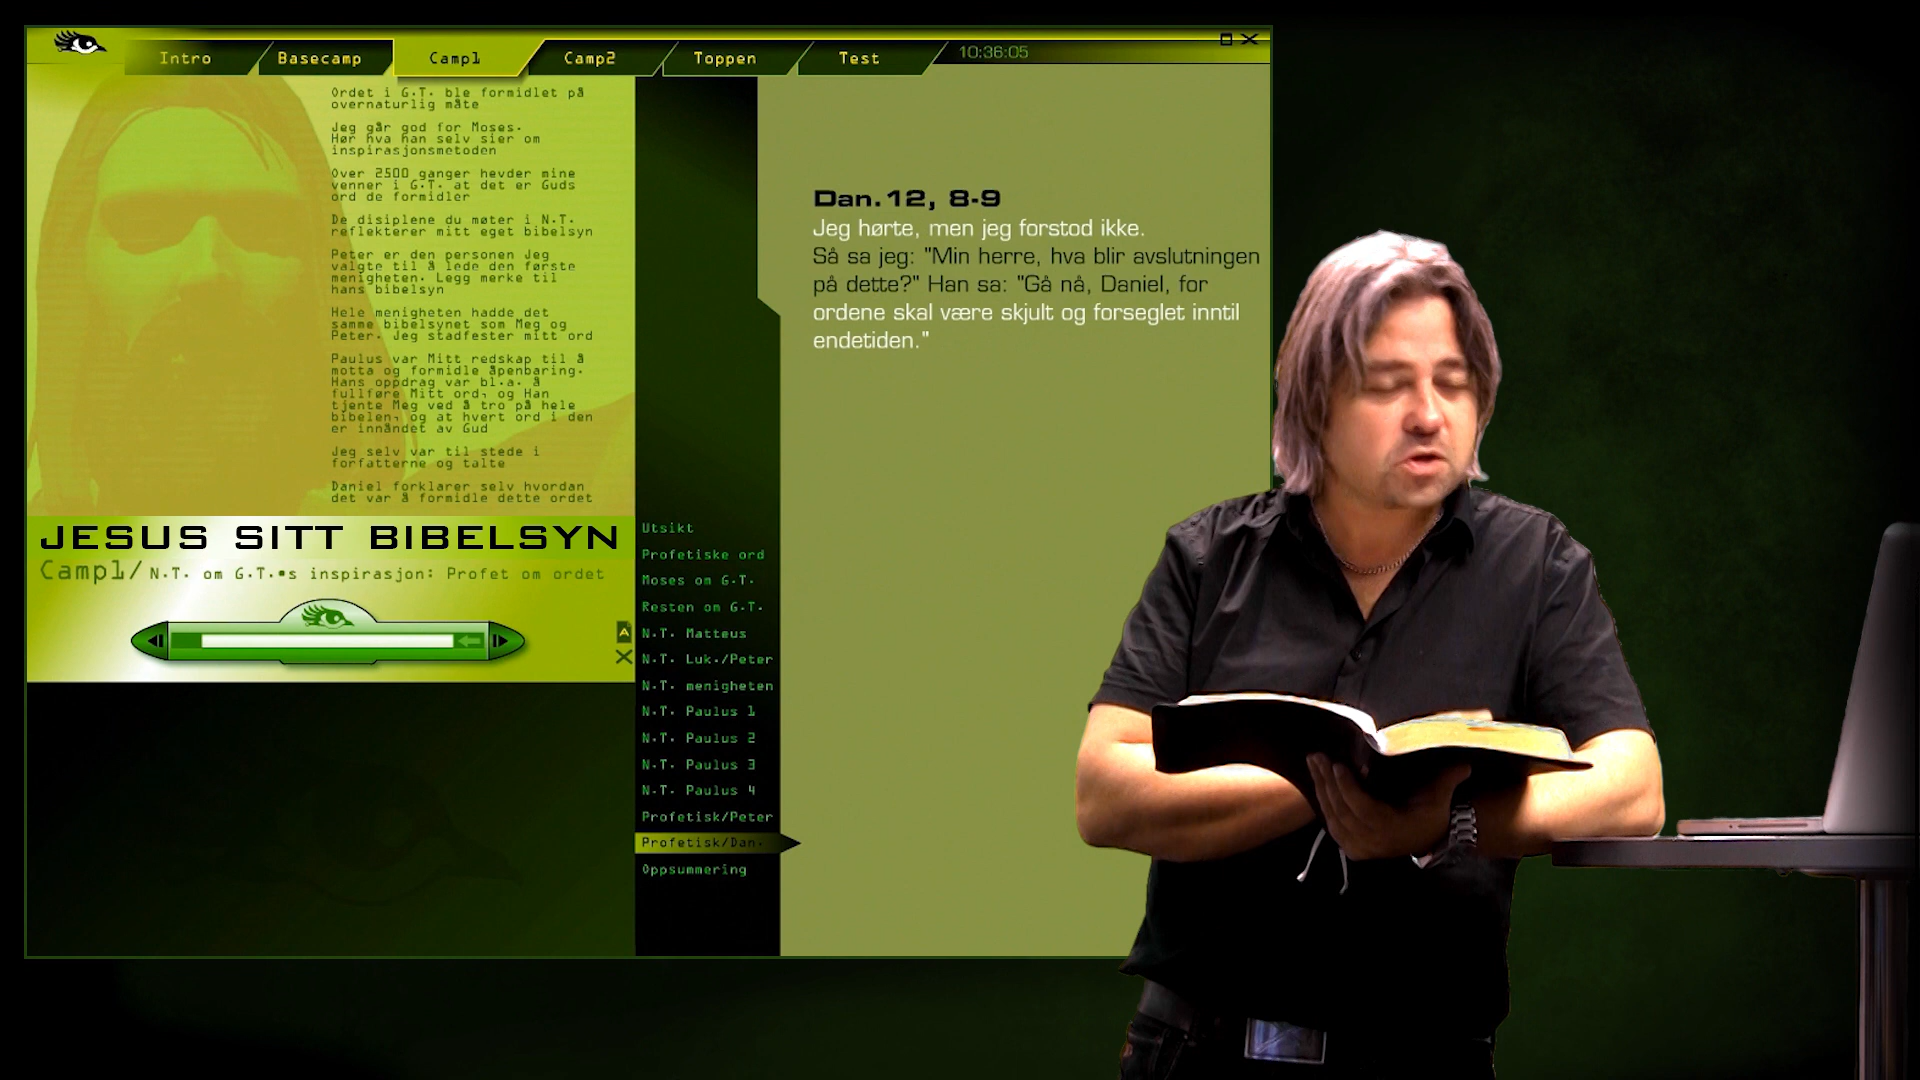 Intro
Basecamp
Camp1
Camp2
Toppen
Test
10:36:05
Ordet i G.T. ble formidlet på
overnaturlig måte
Jeg går god for Moses.
Hør hva han selv sier om
inspirasjonsmetoden
Over 2500 ganger hevder mine
venner i G.T. at det er Guds
ord de formidler
De disiplene du møter i N.T.
reflekterer mitt eget bibelsyn
Peter er den personen Jeg
valgte til å lede den første
menigheten. Legg merke til
hans bibelsyn
Hele menigheten hadde det
samme bibelsynet som Meg og
Peter. Jeg stadfester mitt ord
Paulus var Mitt redskap til å
motta og formidle åpenbaring.
Hans oppdrag var bl.a. å
fullføre Mitt ord, og Han
tjente Meg ved å tro på hele
bibelen, og at hvert ord i den
er innåndet av Gud
Jeg selv var til stede i
forfatterne og talte
Daniel forklarer selv hvordan
det var å formidle dette ordet
JESUS SITT BIBELSYN
Camp1/N.T. om G.T.•s inspirasjon: Profet om ordet
A
Utsikt
Profetiske ord
Moses om G.T.
Resten om G.T.
N.T. Matteus
N.T. Luk./Peter
N.T. menigheten
N.T. Paulus 1
N.T. Paulus 2
N.T. Paulus 3
N.T. Paulus 4
Profetisk/Peter
Profetisk/Dan.
Oppsummering
Dan.12, 8-9
Jeg hørte, men jeg forstod ikke.
Så sa jeg: "Min herre, hva blir avslutningen
på dette?" Han sa: "Gå nå, Daniel, for
ordene skal være skjult og forseglet inntil
endetiden."